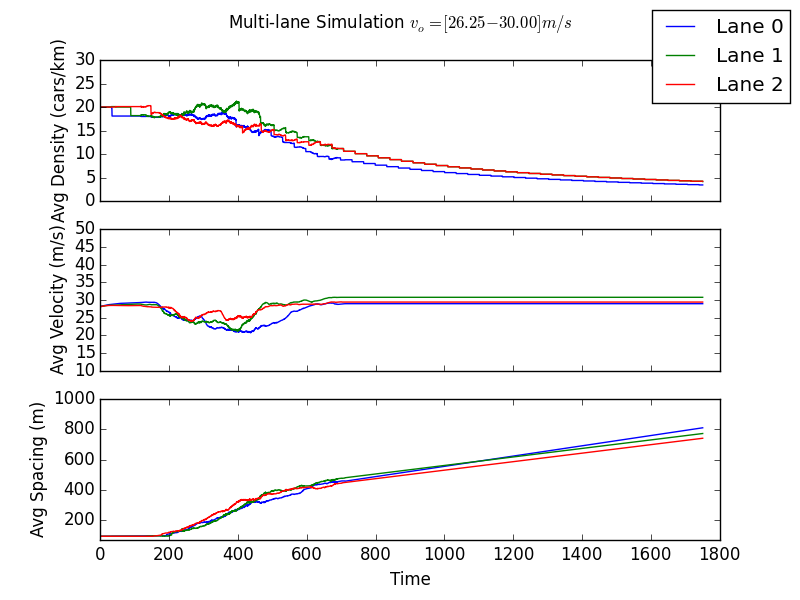 Multi-lane Simulation v_o =[26.25−30.00]m/s
Lane 0
Lane 1
Lane 2
Avg Density (cars/km)
30
25
20
15
10
5
0
Avg Velocity (m/s)
50
45
40
35
30
25
20
15
10
Avg Spacing (m)
1000
800
600
400
200
0 200 400 600 800 1000 1200 1400 1600 1800
Time